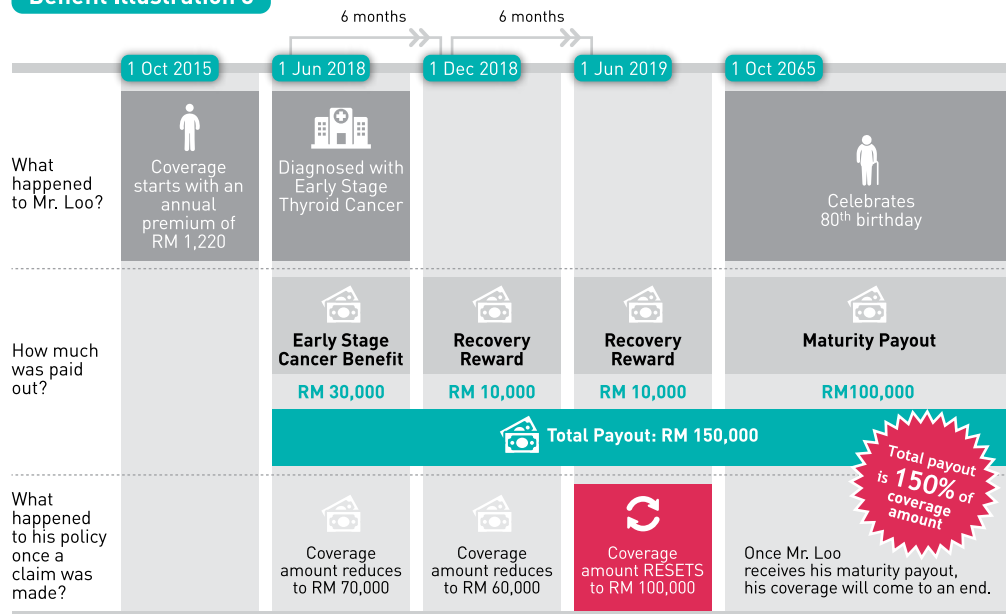 Benefit Illustration 3
6 months
6 months
1 Oct 2015
1 Jun 2018
1 Dec 2018
1 Jun 2019
1 Oct 2065
What
happened
to Mr. Loo?
Coverage
starts with an
annual
premium of
RM 1,220
Diagnosed with
Early Stage
Thyroid Cancer
Celebrates
80th birthday
How much
was paid
out?
Early Stage
Cancer Benefit
RM 30,000
Recovery
Reward
RM 10,000
Recovery
Reward
RM 10,000
Maturity Payout
RM100,000
Total Payout: RM 150,000
Total payout
is 150% of
coverage
amount
What
happened
to his policy
once a
claim was
made?
Coverage
amount reduces
to RM 70,000
Coverage
amount reduces
to RM 60,000
Coverage
amount RESETS
to RM 100,000
Once Mr. Loo
receives his maturity payout,
his coverage will come to an end.